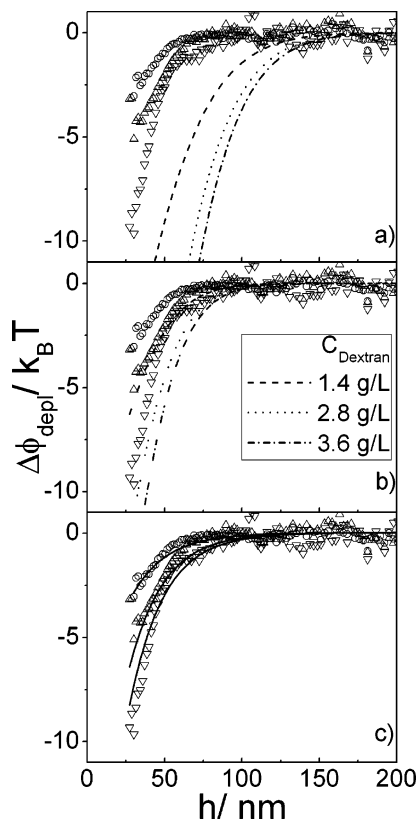 0
-5
-10
a)
0
-5
-10
b)
C_Dextran
1.4 g/L
2.8 g/L
3.6 g/L
Δϕ_depl / k_B T
0
-5
-10
c)
0 50 100 150 200
h/ nm